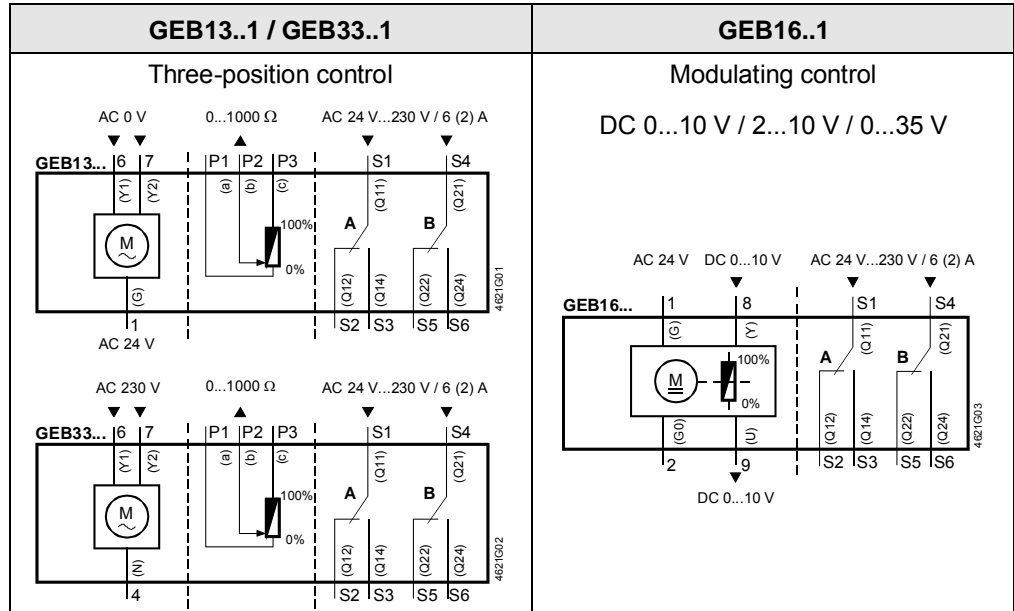 GEB13..1 / GEB33..1
GEB16..1
Three-position control
AC 0 V 0...1000 Ω AC 24 V...230 V / 6 (2) A
GEB13... 6 7 P1 P2 P3 S1 S4
(Y1) (Y2) (a) (b) (c) (Q11) (Q21)
A B
100%
M
0%
(G) (Q12) (Q14) (Q22) (Q24)
1 S2 S3 S5 S6
AC 24 V
4621G01
AC 230 V 0...1000 Ω AC 24 V...230 V / 6 (2) A
GEB33... 6 7 P1 P2 P3 S1 S4
(Y1) (Y2) (a) (b) (c) (Q11) (Q21)
A B
100%
M
0%
(N) (Q12) (Q14) (Q22) (Q24)
4 S2 S3 S5 S6
4621G02
Modulating control
DC 0...10 V / 2...10 V / 0...35 V
AC 24 V DC 0...10 V AC 24 V...230 V / 6 (2) A
GEB16... 1 8 S1 S4
(G) (Y) (Q11) (Q21)
A B
100%
M
0%
(G0) (U) (Q12) (Q14) (Q22) (Q24)
2 9 S2 S3 S5 S6
DC 0...10 V
4621G03